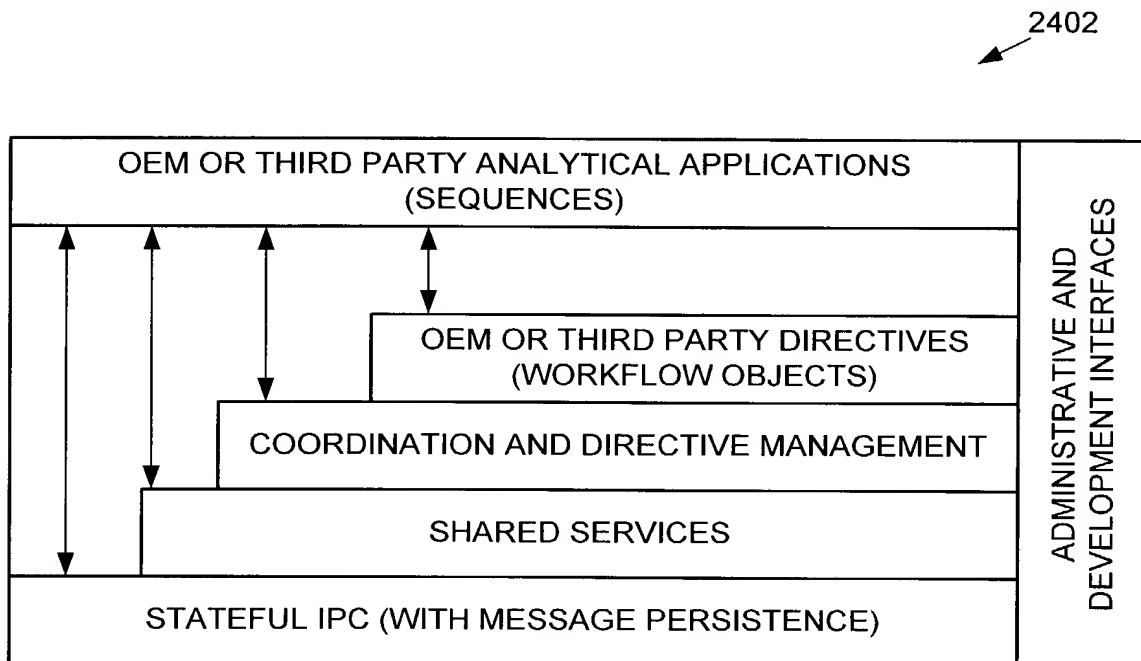 2402
OEM OR THIRD PARTY ANALYTICAL APPLICATIONS
(SEQUENCES)
OEM OR THIRD PARTY DIRECTIVES
(WORKFLOW OBJECTS)
COORDINATION AND DIRECTIVE MANAGEMENT
SHARED SERVICES
STATEFUL IPC (WITH MESSAGE PERSISTENCE)
ADMINISTRATIVE AND
DEVELOPMENT INTERFACES